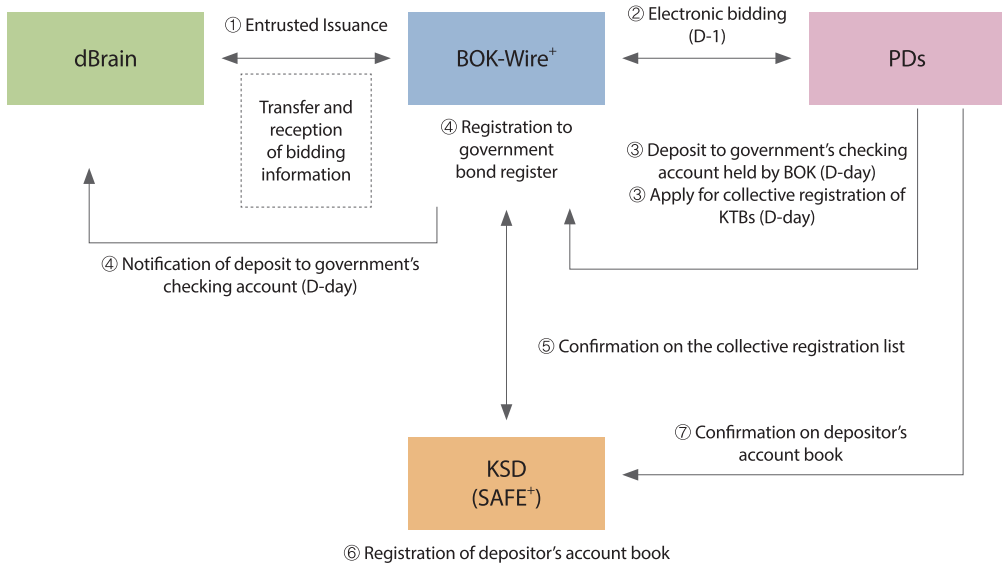 ① Entrusted Issuance
② Electronic bidding
(D-1)
dBrain
BOK-Wire⁺
PDs
Transfer and
reception
of bidding
information
④ Registration to
government
bond register
③ Deposit to government’s checking
account held by BOK (D-day)
③ Apply for collective registration of
KTBs (D-day)
④ Notification of deposit to government’s
checking account (D-day)
⑤ Confirmation on the collective registration list
⑦ Confirmation on depositor’s
account book
KSD
(SAFE⁺)
⑥ Registration of depositor’s account book